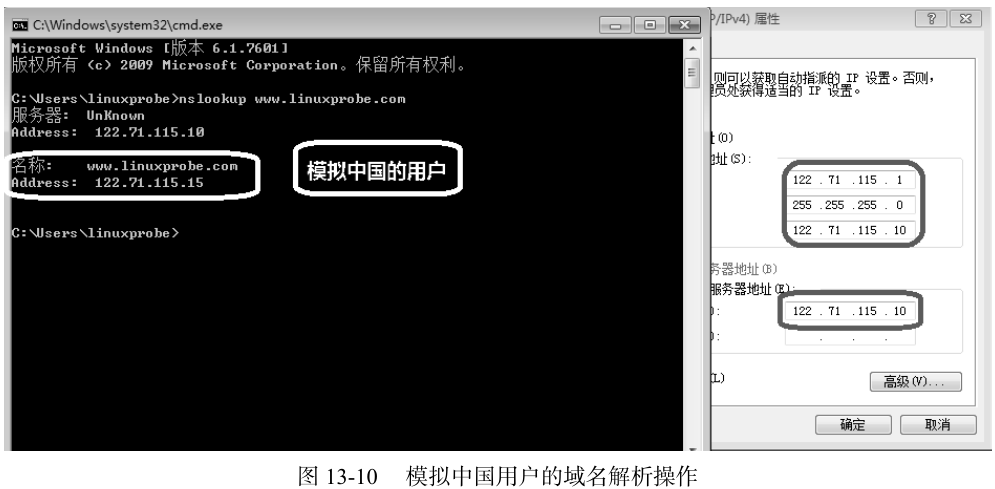 C:\Windows\system32\cmd.exe
Microsoft Windows [版本 6.1.7601]
版权所有 (c) 2009 Microsoft Corporation。保留所有权利。
C:\Users\linuxprobe>nslookup www.linuxprobe.com
服务器: UnKnown
Address: 122.71.115.10
名称: www.linuxprobe.com
Address: 122.71.115.15
C:\Users\linuxprobe>
模拟中国的用户
P/IPv4) 属性
则可以获取自动指派的 IP 设置。否则,
员处获得适当的 IP 设置。
址(O)
地址(S):
122 . 71 . 115 . 1
255 . 255 . 255 . 0
122 . 71 . 115 . 10
务器地址(B)
服务器地址(E):
122 . 71 . 115 . 10
(L)
高级(V)...
确定
取消
图 13-10 模拟中国用户的域名解析操作